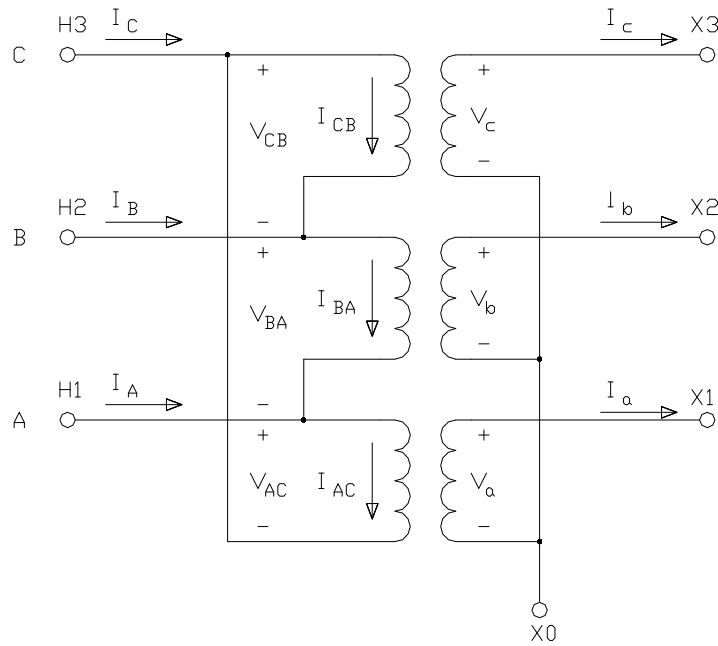 H3 I C I c X3
C
+ +
I CB
V CB V c
-
H2 I B - I b X2
B
+ +
I BA
V BA V b
-
H1 I A - I a X1
A
+ +
V AC I AC V a
- -
X0